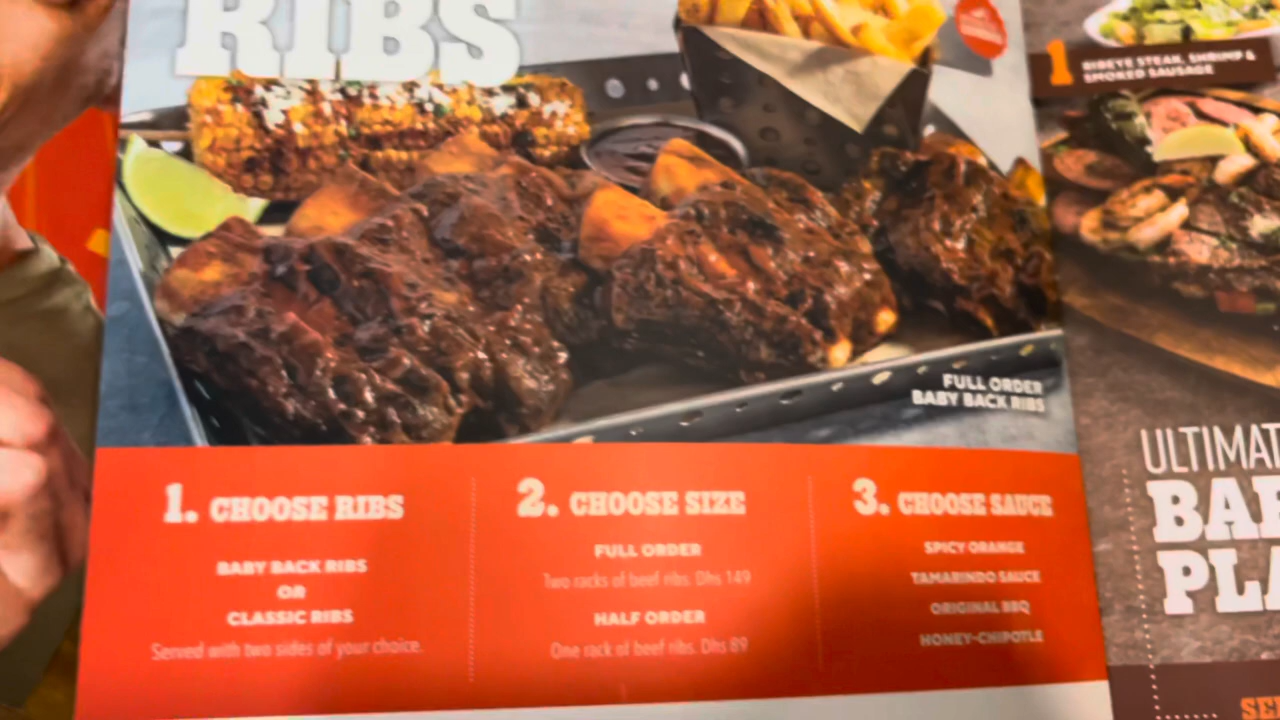 RIBS
FULL ORDER
BABY BACK RIBS
1. CHOOSE RIBS
BABY BACK RIBS
OR
CLASSIC RIBS
Served with two sides of your choice.
2. CHOOSE SIZE
FULL ORDER
Two racks of beef ribs. Dhs 149
HALF ORDER
One rack of beef ribs. Dhs 89
3. CHOOSE SAUCE
SPICY ORANGE
TAMARINDO SAUCE
ORIGINAL BBQ
HONEY-CHIPOTLE
1 RIBEYE STEAK, SHRIMP &
SMOKED SAUSAGE
ULTIMAT
BAR
PLA
SE